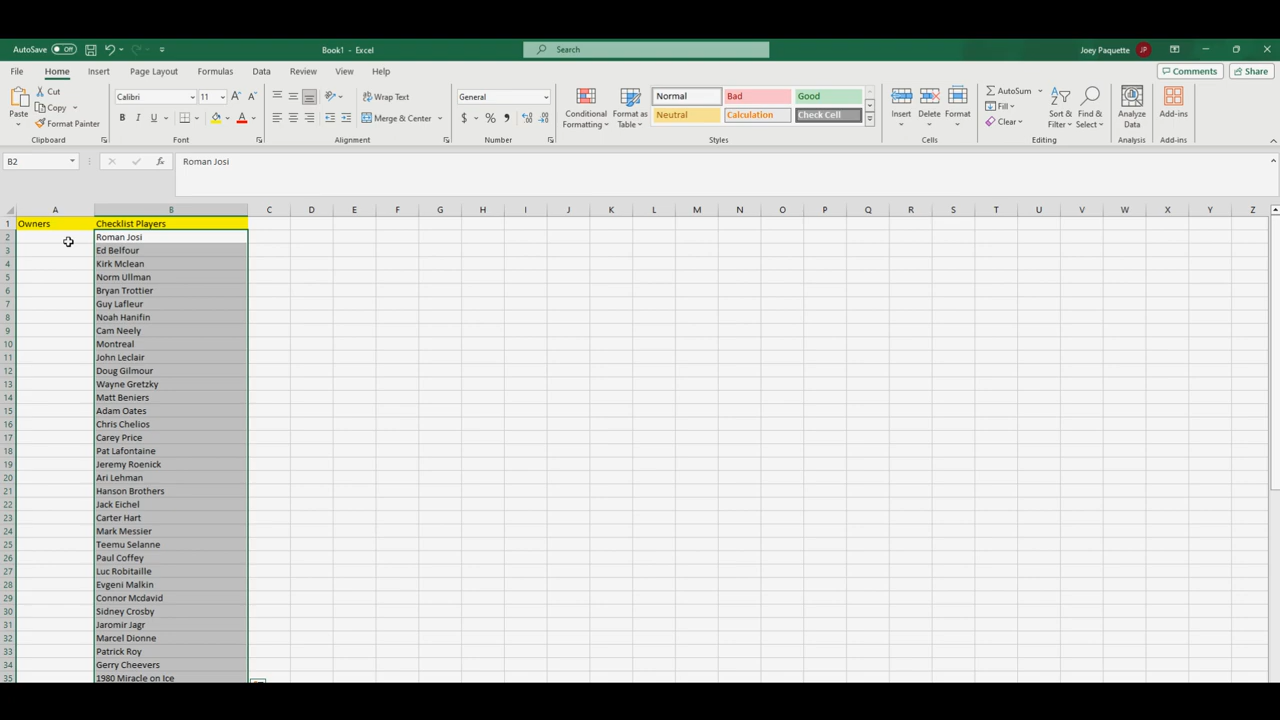 AutoSave Off Book1 - Excel Search Joey Paquette JP
File Home Insert Page Layout Formulas Data Review View Help Comments Share
Paste Cut Copy Format Painter Clipboard
Calibri 11 A A B I U A Font
Wrap Text Merge & Center Alignment
General $ % , Number
Conditional Formatting Format as Table Normal Bad Good Neutral Calculation Check Cell Styles
Insert Delete Format Cells
AutoSum Fill Clear Sort & Filter Find & Select Editing
Analyze Data Analysis
Add-ins Add-ins
B2 fx Roman Josi
A B C D E F G H I J K L M N O P Q R S T U V W X Y Z
1 Owners Checklist Players
2 Roman Josi
3 Ed Belfour
4 Kirk Mclean
5 Norm Ullman
6 Bryan Trottier
7 Guy Lafleur
8 Noah Hanifin
9 Cam Neely
10 Montreal
11 John Leclair
12 Doug Gilmour
13 Wayne Gretzky
14 Matt Beniers
15 Adam Oates
16 Chris Chelios
17 Carey Price
18 Pat Lafontaine
19 Jeremy Roenick
20 Ari Lehman
21 Hanson Brothers
22 Jack Eichel
23 Carter Hart
24 Mark Messier
25 Teemu Selanne
26 Paul Coffey
27 Luc Robitaille
28 Evgeni Malkin
29 Connor Mcdavid
30 Sidney Crosby
31 Jaromir Jagr
32 Marcel Dionne
33 Patrick Roy
34 Gerry Cheevers
35 1980 Miracle on Ice